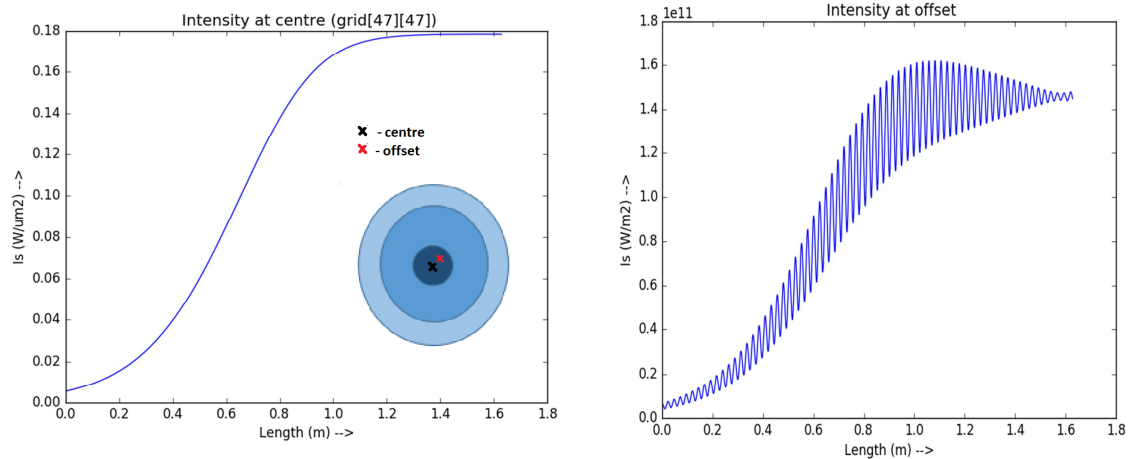 Intensity at centre (grid[47][47])
0.18
0.16
0.14
0.12
0.10
0.08
0.06
0.04
0.02
0.00
Is (W/um2) -->
0.0 0.2 0.4 0.6 0.8 1.0 1.2 1.4 1.6 1.8
Length (m) -->
x - centre
x - offset
Intensity at offset
1e11
1.8
1.6
1.4
1.2
1.0
0.8
0.6
0.4
0.2
0.0
Is (W/m2) -->
0.0 0.2 0.4 0.6 0.8 1.0 1.2 1.4 1.6 1.8
Length (m) -->